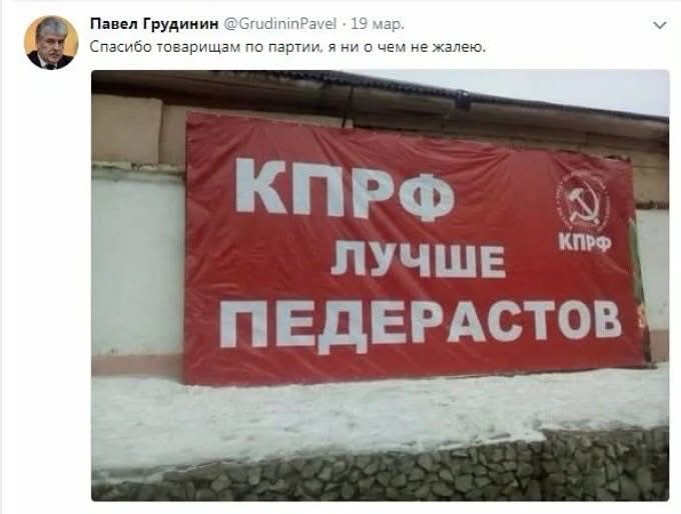 Павел Грудинин @GrudininPavel · 19 мар.
Спасибо товарищам по партии, я ни о чем не жалею.
КПРФ
ЛУЧШЕ
ПЕДЕРАСТОВ
КПРФ